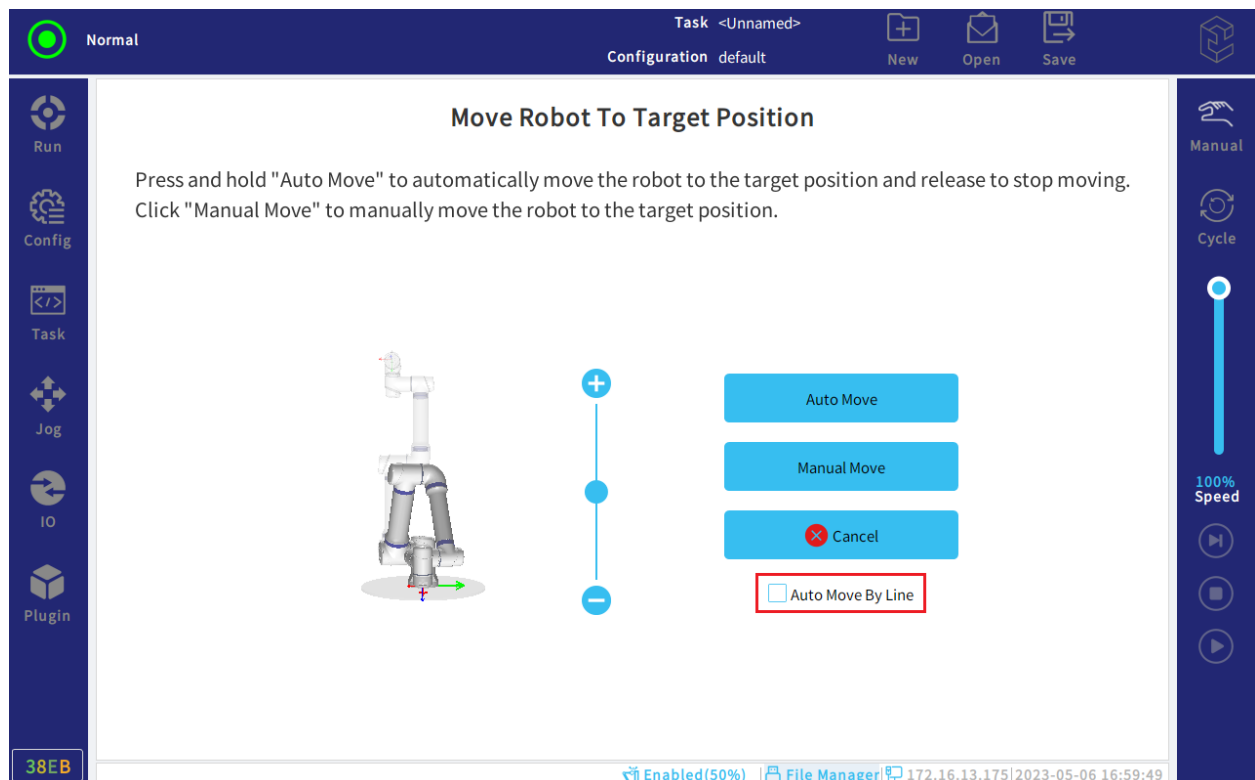 Normal
Task <Unnamed>
Configuration default
New
Open
Save
Run
Config
Task
Jog
IO
Plugin
38EB
Move Robot To Target Position
Press and hold "Auto Move" to automatically move the robot to the target position and release to stop moving.
Click "Manual Move" to manually move the robot to the target position.
Auto Move
Manual Move
Cancel
Auto Move By Line
Manual
Cycle
100%
Speed
Enabled(50%) | File Manager | 172.16.13.175 | 2023-05-06 16:59:49